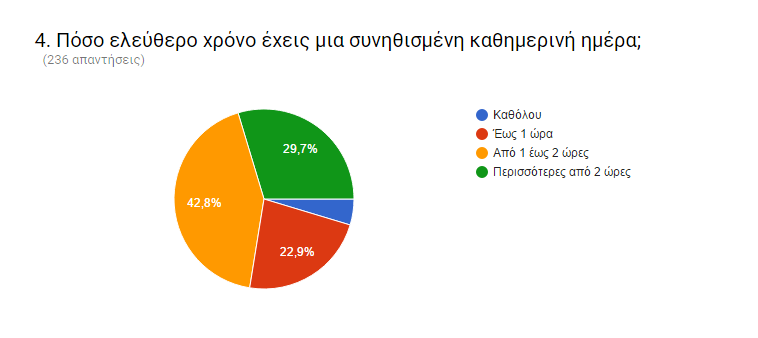 4. Πόσο ελεύθερο χρόνο έχεις μια συνηθισμένη καθημερινή ημέρα;
(236 απαντήσεις)
Καθόλου
Έως 1 ώρα
Από 1 έως 2 ώρες
Περισσότερες από 2 ώρες
29,7%
42,8%
22,9%